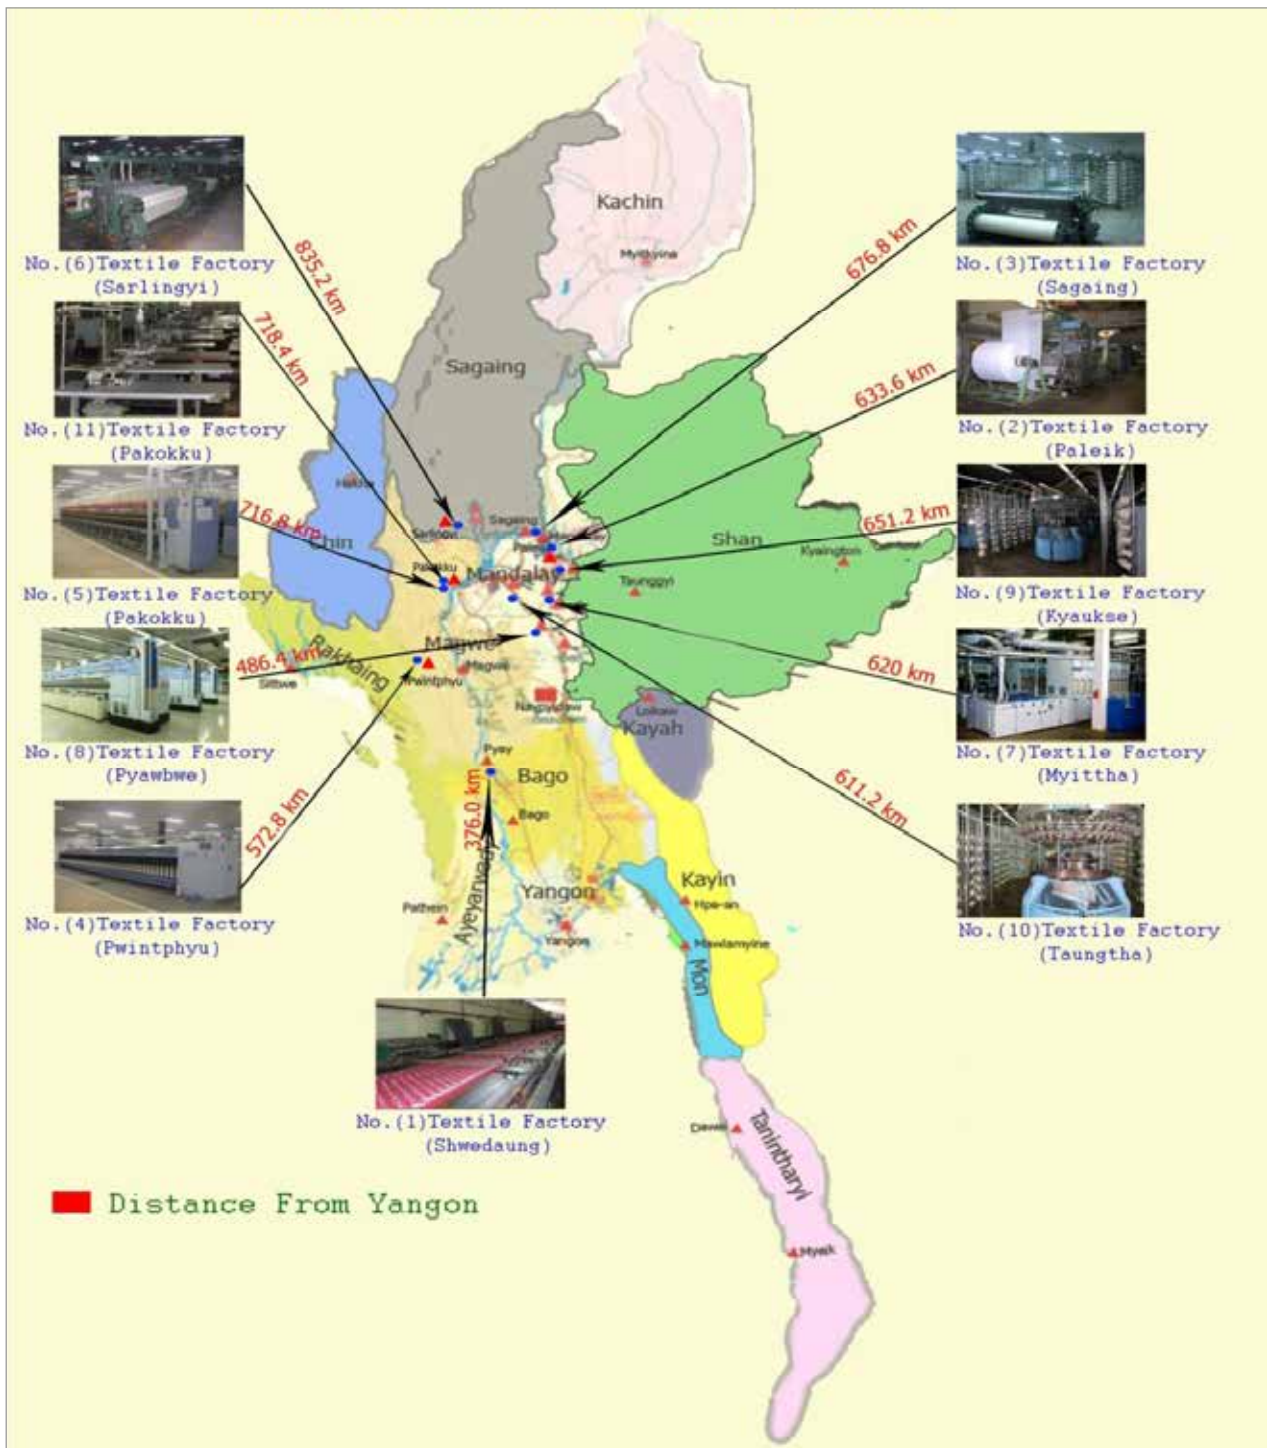 No.(6)Textile Factory
(Sarlingyi)
835.2 km
No.(11)Textile Factory
(Pakokku)
718.4 km
No.(5)Textile Factory
(Pakokku)
716.8 km
No.(8)Textile Factory
(Pyawbwe)
486.4 km
No.(4)Textile Factory
(Pwintphyu)
572.8 km
No.(1)Textile Factory
(Shwedaung)
376.0 km
No.(3)Textile Factory
(Sagaing)
676.8 km
No.(2)Textile Factory
(Paleik)
633.6 km
No.(9)Textile Factory
(Kyaukse)
651.2 km
No.(7)Textile Factory
(Myittha)
620 km
No.(10)Textile Factory
(Taungtha)
611.2 km
Kachin
Myitkyina
Sagaing
Chin
Hakha
Sagaing
Sarlingyi
Pakokku
Mandalay
Shan
Kyaington
Taunggyi
Rakhaing
Sittwe
Magwe
Magwe
Pwintphyu
Naypyidaw
Loikaw
Kayah
Pyay
Bago
Bago
Ayeyarwady
Pathein
Yangon
Yangon
Kayin
Hpa-an
Mawlamyine
Mon
Dawei
Tanintharyi
Myeik
Distance From Yangon